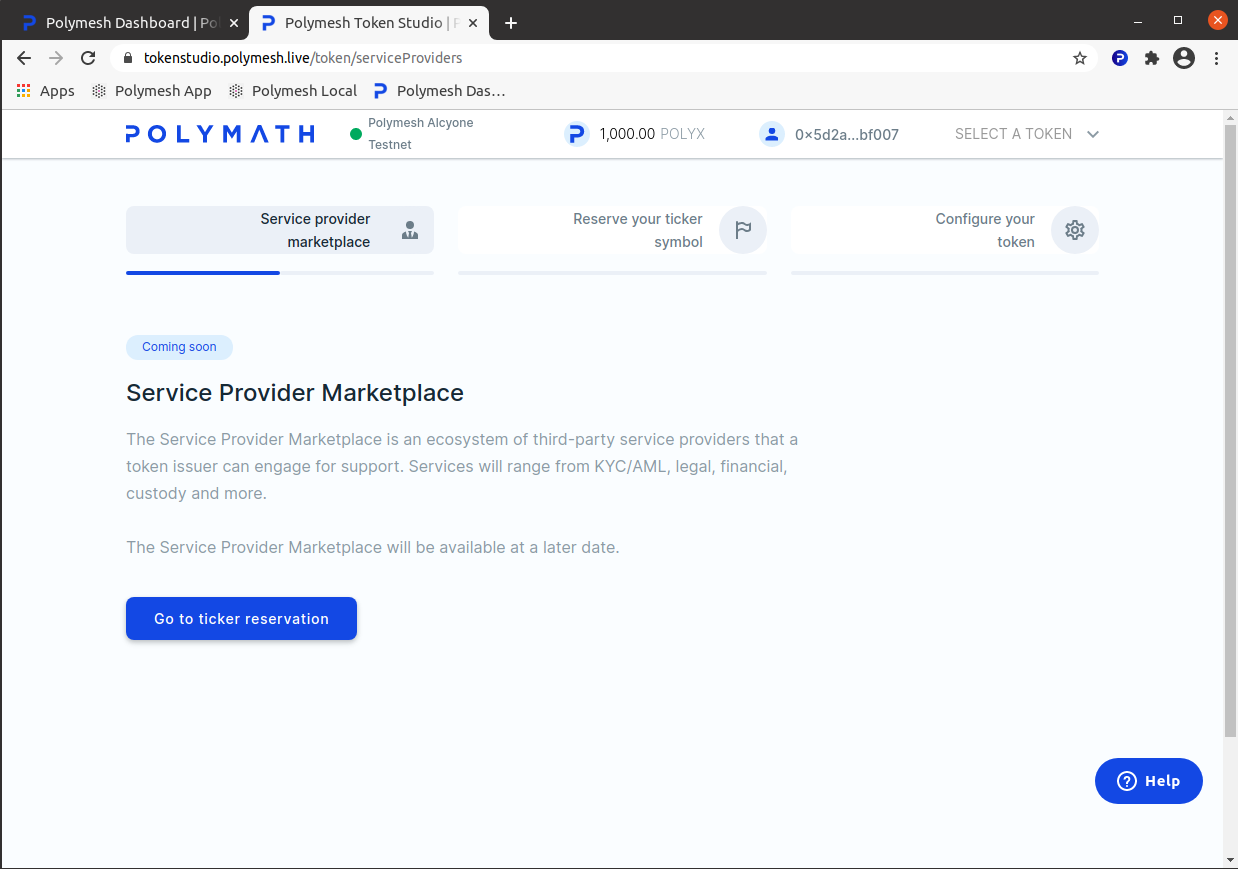 Polymesh Dashboard | Po
Polymesh Token Studio | P
tokenstudio.polymesh.live/token/serviceProviders
Apps
Polymesh App
Polymesh Local
Polymesh Das…
POLYMATH
Polymesh Alcyone
Testnet
1,000.00 POLYX
0×5d2a...bf007
SELECT A TOKEN
Service provider
marketplace
Reserve your ticker
symbol
Configure your
token
Coming soon
Service Provider Marketplace
The Service Provider Marketplace is an ecosystem of third-party service providers that a
token issuer can engage for support. Services will range from KYC/AML, legal, financial,
custody and more.
The Service Provider Marketplace will be available at a later date.
Go to ticker reservation
Help